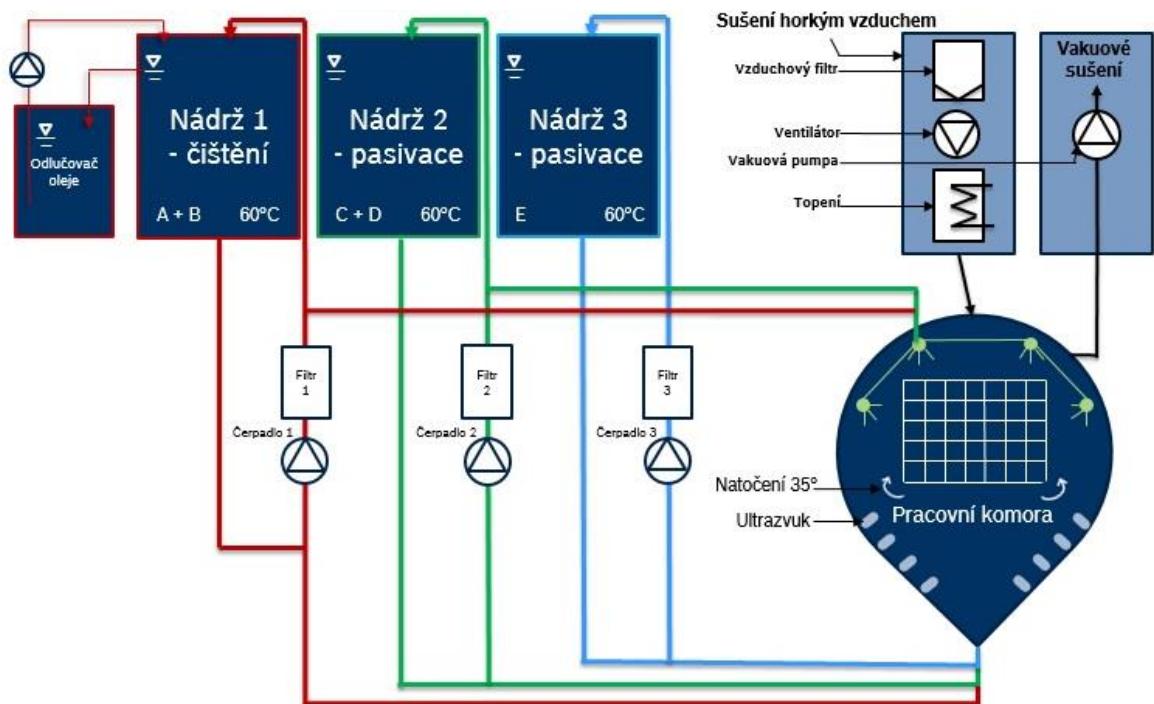 Sušení horkým vzduchem
Vzduchový filtr
Ventilátor
Vakuová pumpa
Topení
Vakuové
sušení
Odlučovač
oleje
Nádrž 1
- čištění
A + B 60°C
Nádrž 2
- pasivace
C + D 60°C
Nádrž 3
- pasivace
E 60°C
Filtr
1
Filtr
2
Filtr
3
Čerpadlo 1
Čerpadlo 2
Čerpadlo 3
Natočení 35°
Ultrazvuk
Pracovní komora